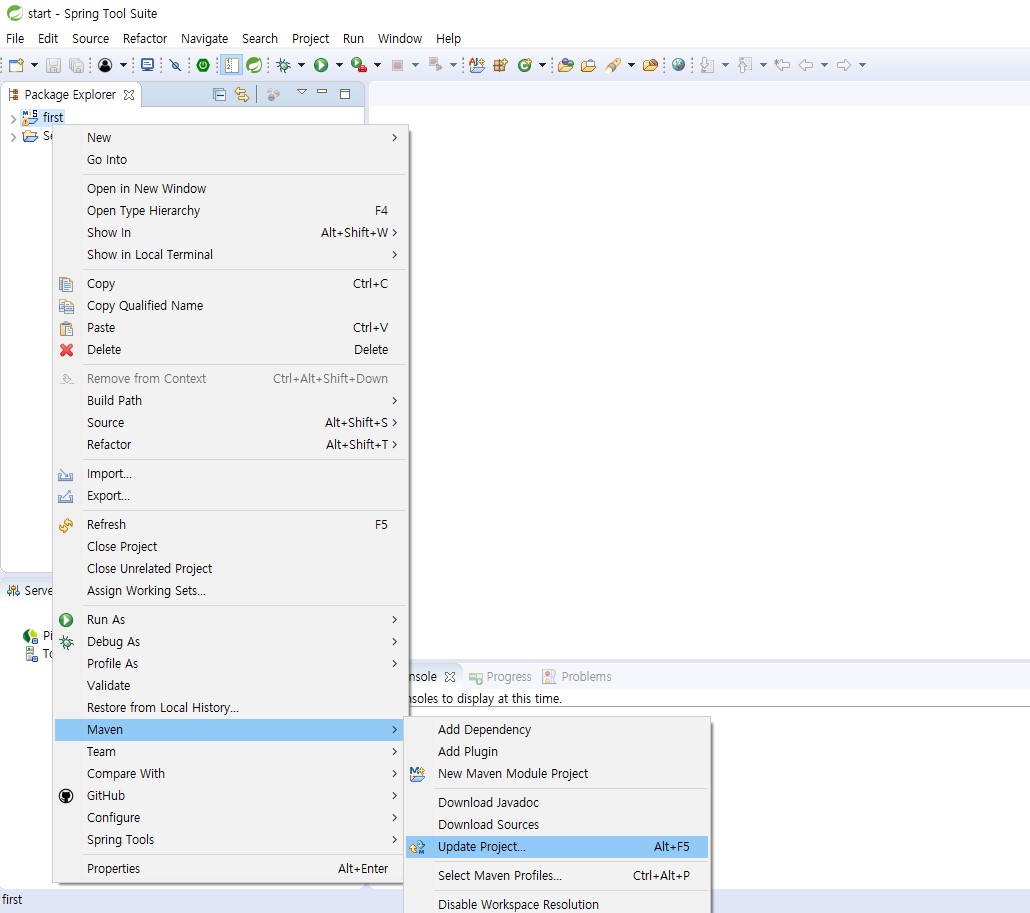 start - Spring Tool Suite
File Edit Source Refactor Navigate Search Project Run Window Help
Package Explorer
first
New
Go Into
Open in New Window
Open Type Hierarchy F4
Show In Alt+Shift+W
Show in Local Terminal
Copy Ctrl+C
Copy Qualified Name
Paste Ctrl+V
Delete Delete
Remove from Context Ctrl+Alt+Shift+Down
Build Path
Source Alt+Shift+S
Refactor Alt+Shift+T
Import...
Export...
Refresh F5
Close Project
Close Unrelated Project
Assign Working Sets...
Run As
Debug As
Profile As
Validate
Restore from Local History...
Maven
Team
Compare With
GitHub
Configure
Spring Tools
Properties Alt+Enter
Progress Problems
to display at this time.
Add Dependency
Add Plugin
New Maven Module Project
Download Javadoc
Download Sources
Update Project... Alt+F5
Select Maven Profiles... Ctrl+Alt+P
Disable Workspace Resolution
first